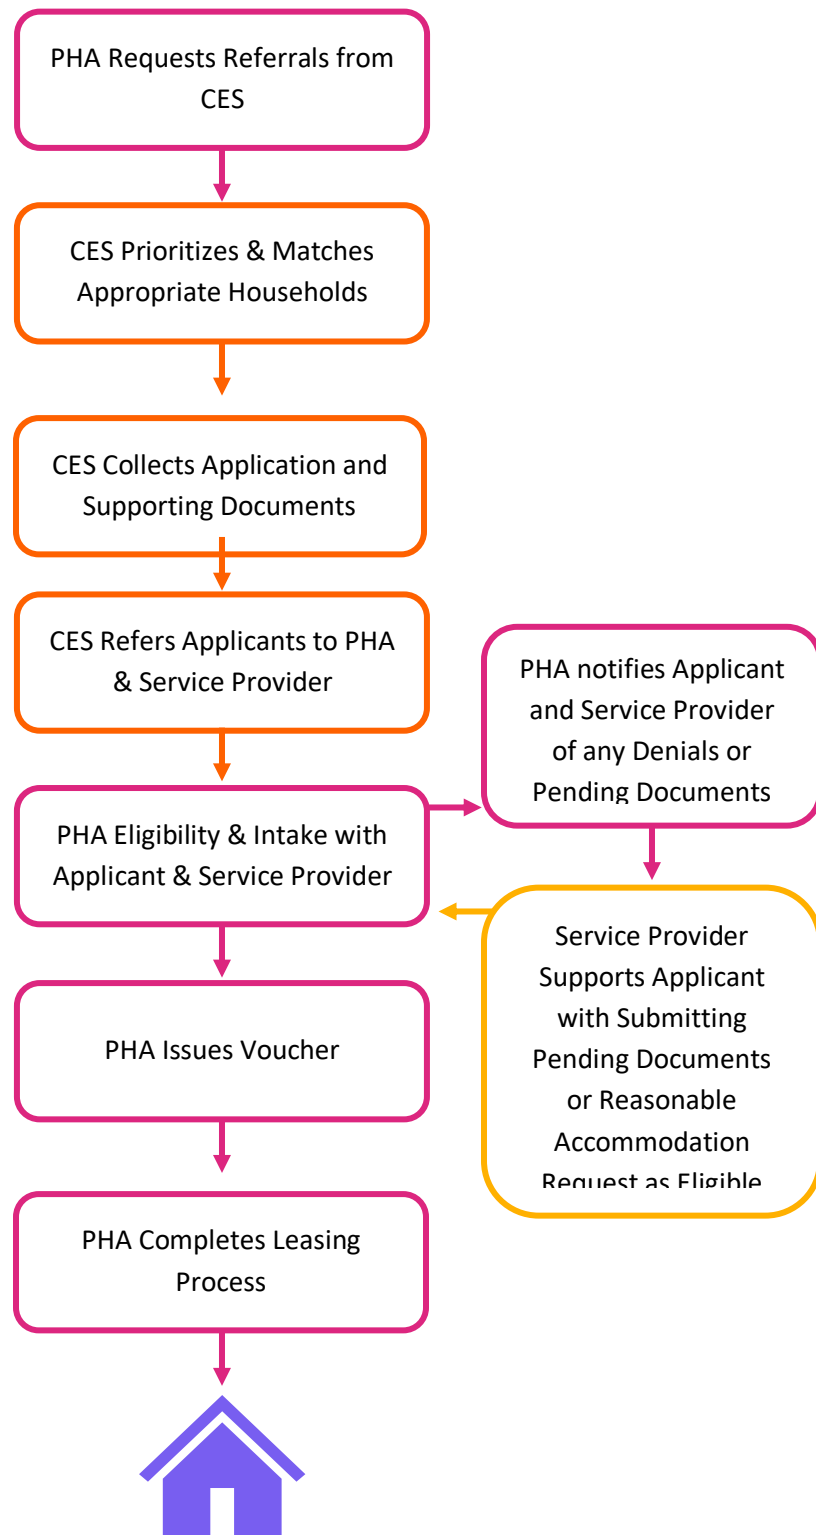 PHA Requests Referrals from
CES
CES Prioritizes & Matches
Appropriate Households
CES Collects Application and
Supporting Documents
CES Refers Applicants to PHA
& Service Provider
PHA notifies Applicant
and Service Provider
of any Denials or
Pending Documents
PHA Eligibility & Intake with
Applicant & Service Provider
Service Provider
Supports Applicant
with Submitting
Pending Documents
or Reasonable
Accommodation
Request as Eligible
PHA Issues Voucher
PHA Completes Leasing
Process